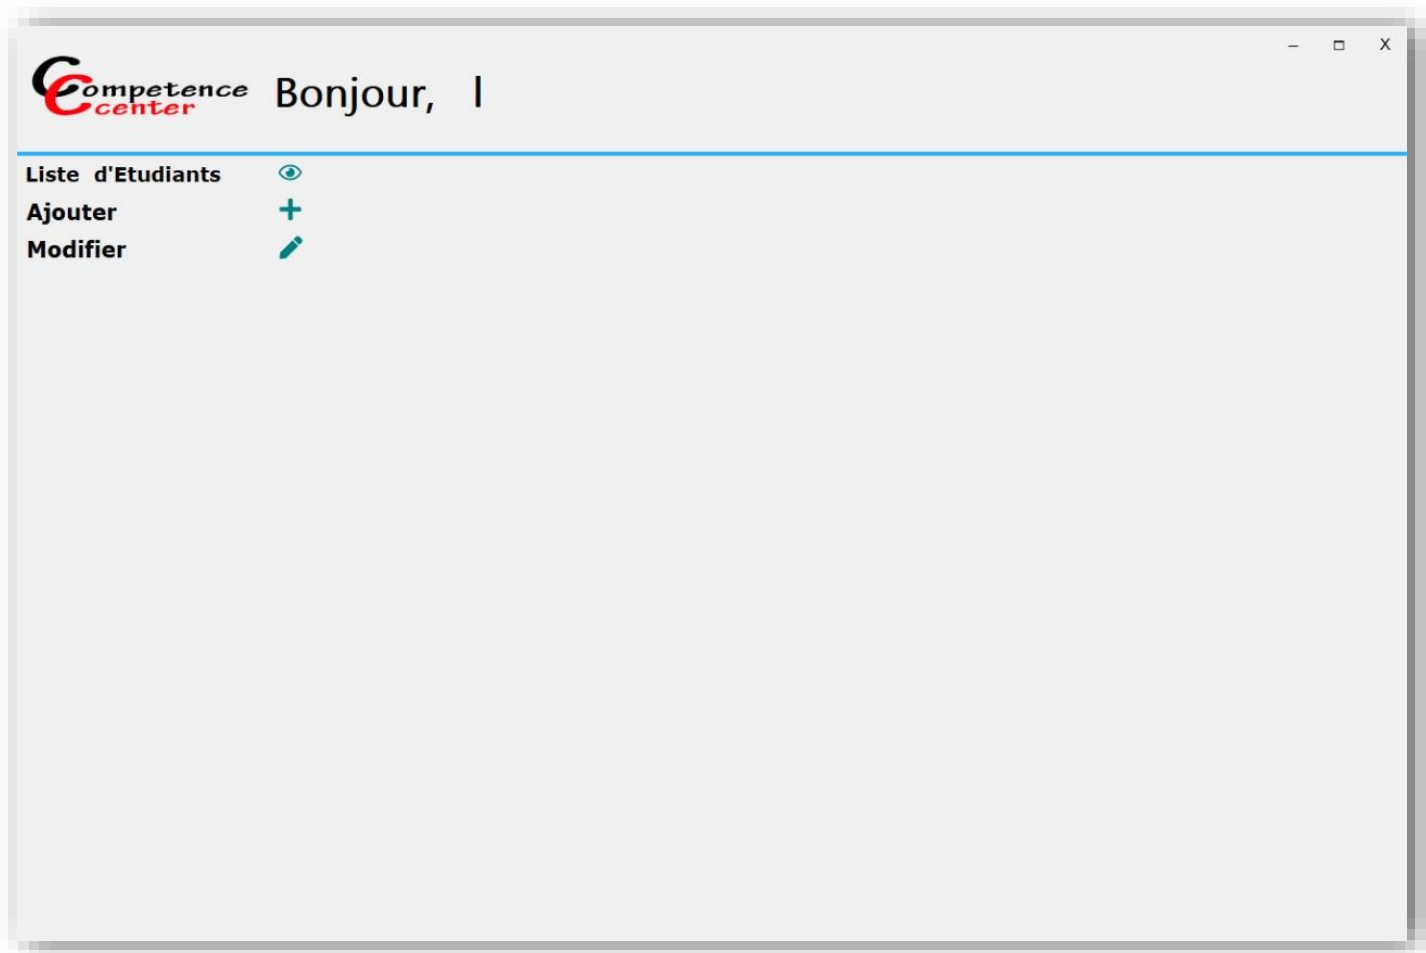 Competence
center
Bonjour, l
Liste d'Etudiants
Ajouter
Modifier